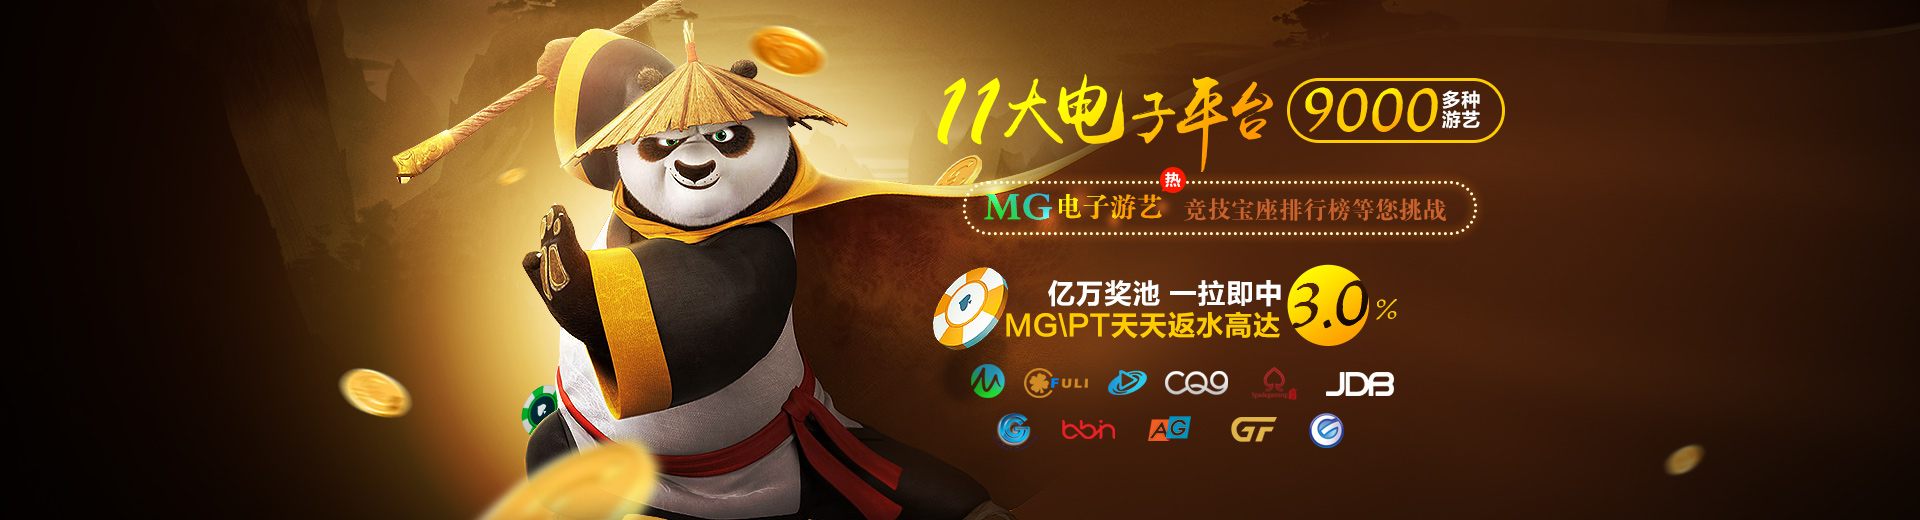 11大电子平台 9000多种游艺
热
MG电子游艺 竞技宝座排行榜等您挑战
亿万奖池 一拉即中
MG\PT天天返水高达 3.0%
FULI CQ9 JDB
bbin AG GF